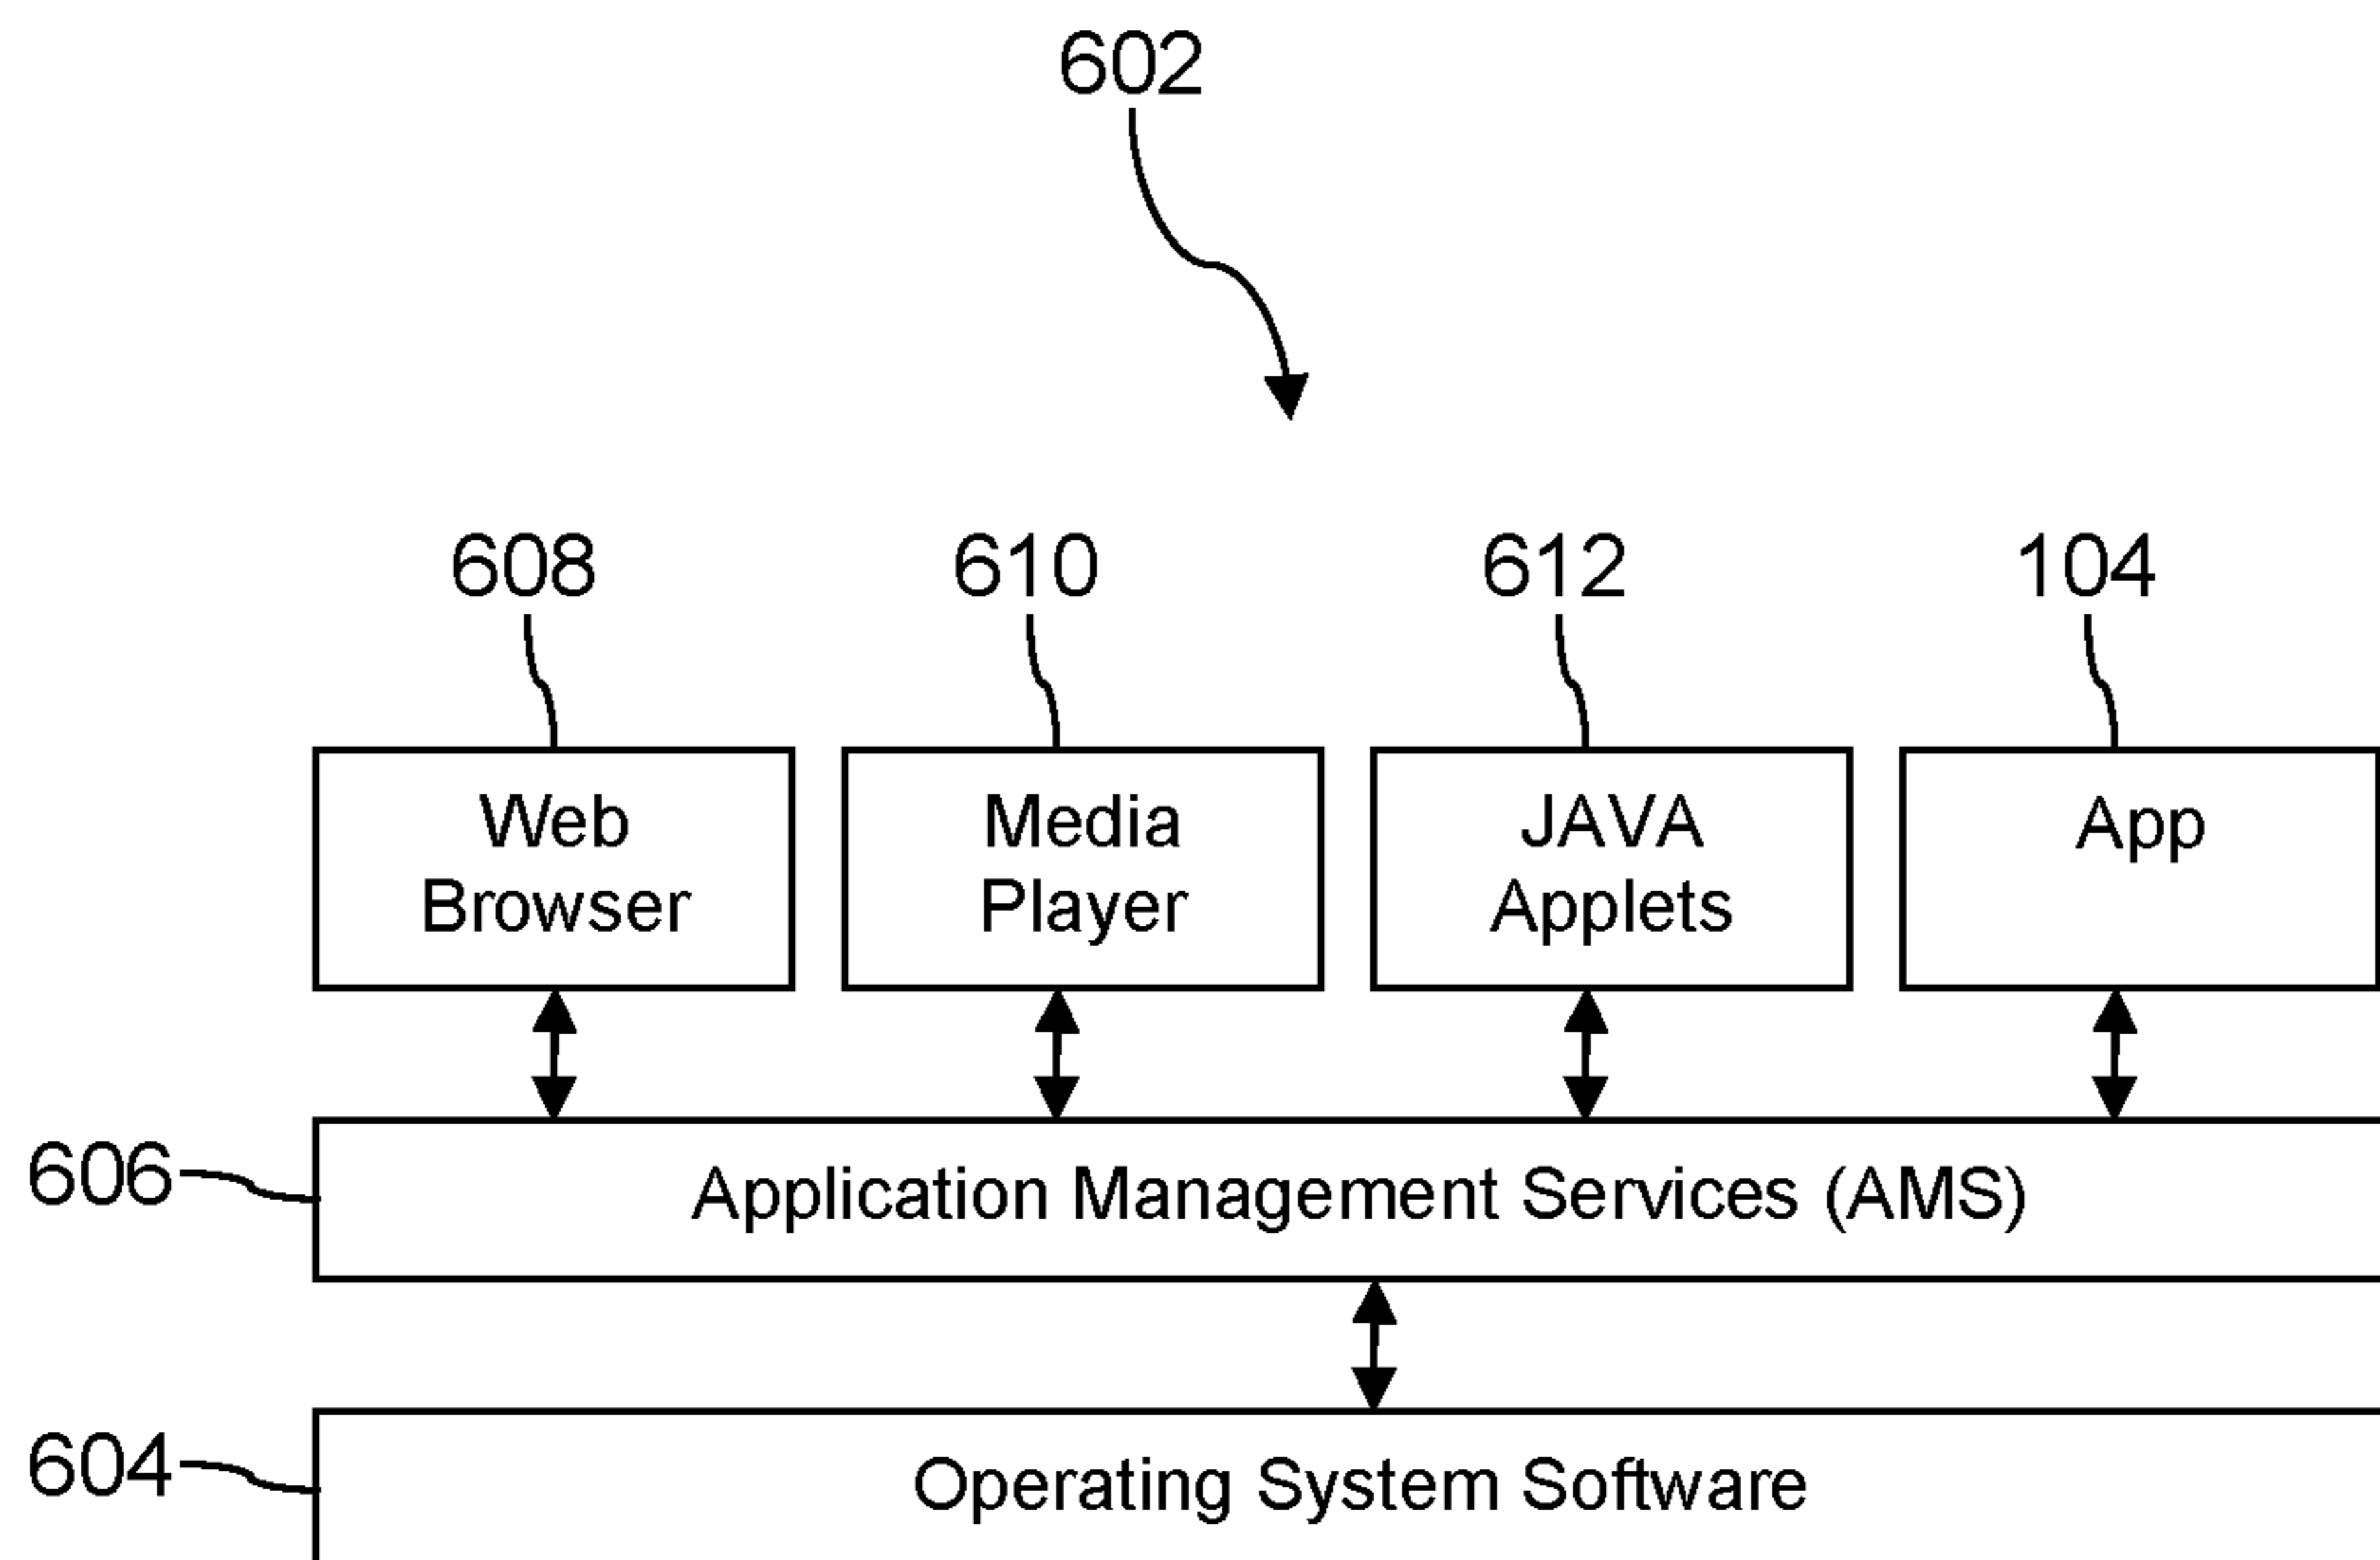 602
608
610
612
104
Web
Browser
Media
Player
JAVA
Applets
App
606
Application Management Services (AMS)
604
Operating System Software